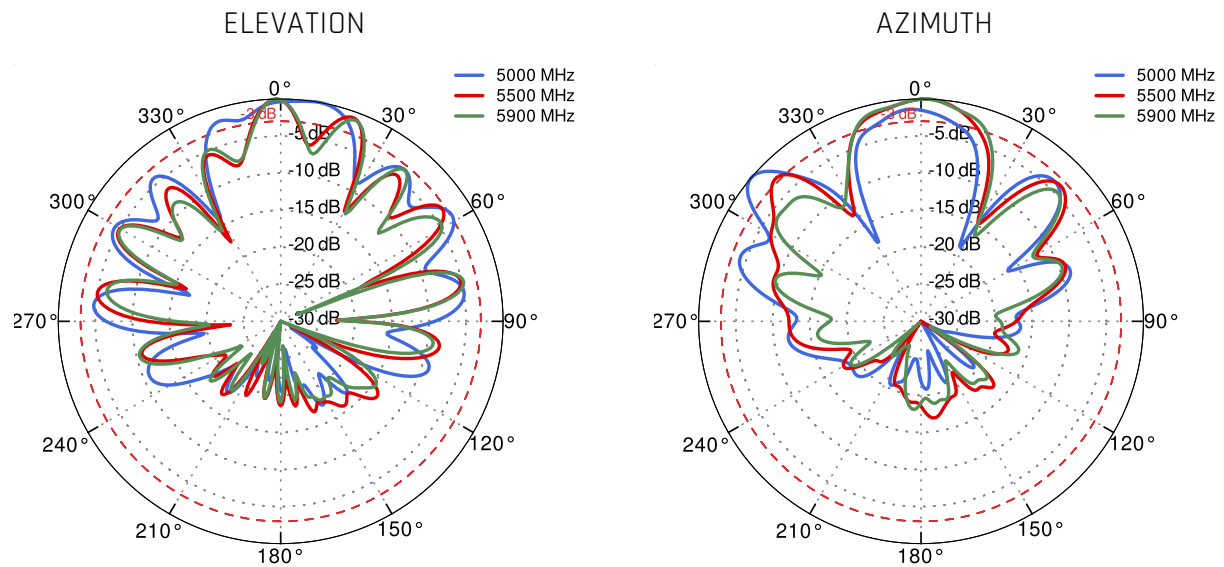 ELEVATION
5000 MHz
5500 MHz
5900 MHz
0°
330°
30°
-3 dB
-5 dB
-10 dB
300°
60°
-15 dB
-20 dB
-25 dB
270°
-30 dB
90°
240°
120°
210°
150°
180°
AZIMUTH
5000 MHz
5500 MHz
5900 MHz
0°
330°
30°
-3 dB
-5 dB
-10 dB
300°
60°
-15 dB
-20 dB
-25 dB
270°
-30 dB
90°
240°
120°
210°
150°
180°